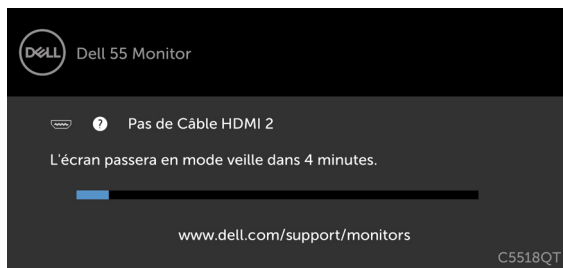 DELL
Dell 55 Monitor
? Pas de Câble HDMI 2
L'écran passera en mode veille dans 4 minutes.
www.dell.com/support/monitors
C5518QT